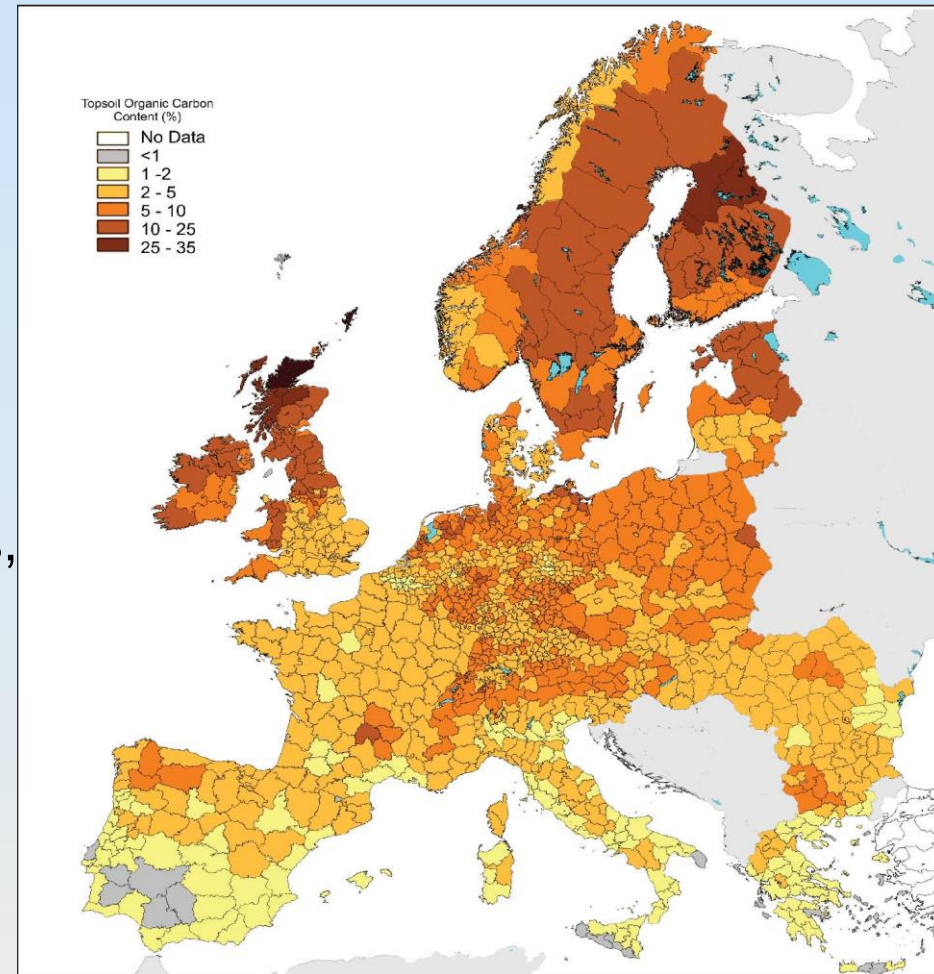 Topsoil Organic Carbon
Content (%)
No Data
<1
1 -2
2 - 5
5 - 10
10 - 25
25 - 35
,